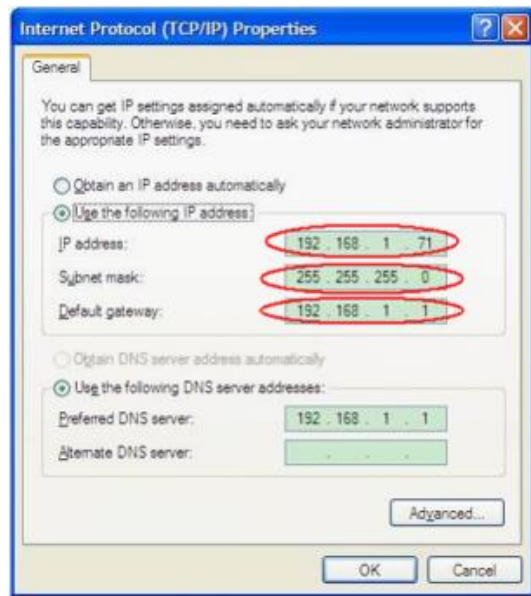 Internet Protocol (TCP/IP) Properties
General
You can get IP settings assigned automatically if your network supports
this capability. Otherwise, you need to ask your network administrator for
the appropriate IP settings.
Obtain an IP address automatically
Use the following IP address:
IP address: 192 . 168 . 1 . 71
Subnet mask: 255 . 255 . 255 . 0
Default gateway: 192 . 168 . 1 . 1
Obtain DNS server address automatically
Use the following DNS server addresses:
Preferred DNS server: 192 . 168 . 1 . 1
Alternate DNS server: . . .
Advanced...
OK Cancel